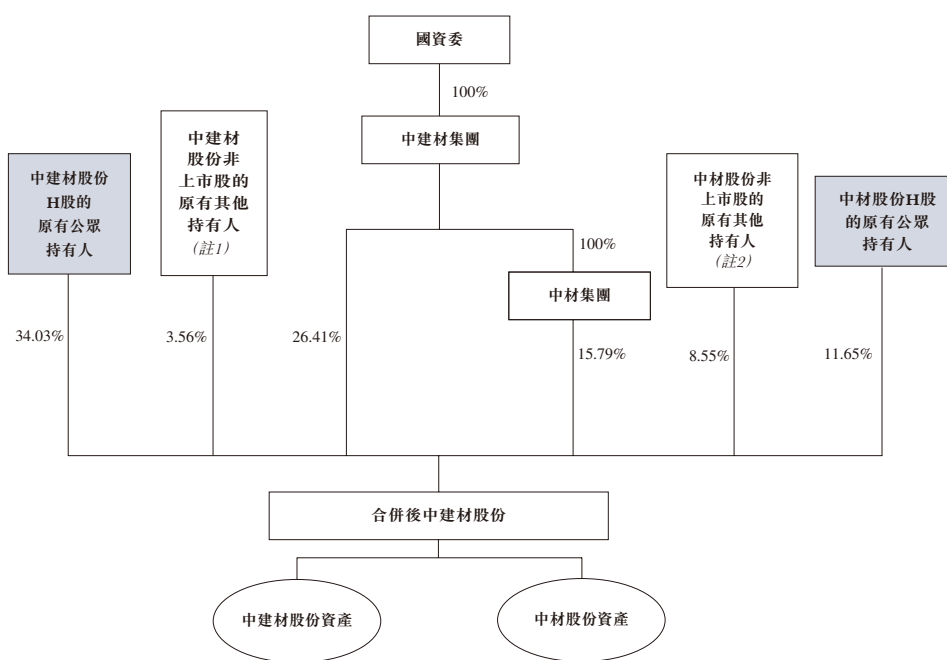 國資委
100%
中建材集團
中建材股份
H股的
原有公眾
持有人
中建材
股份非
上市股的
原有其他
持有人
(註1)
中材股份非
上市股的
原有其他
持有人
(註2)
中材股份H股
的原有公眾
持有人
100%
中材集團
34.03%
3.56%
26.41%
15.79%
8.55%
11.65%
合併後中建材股份
中建材股份資產
中材股份資產